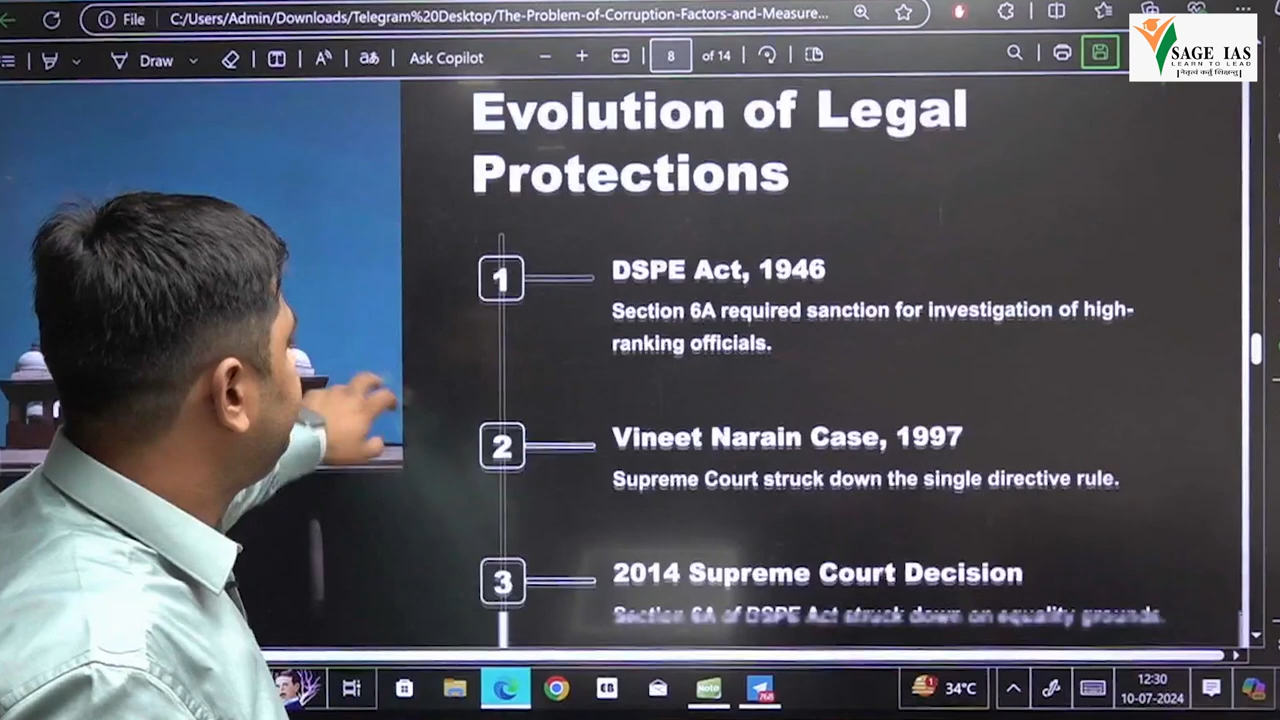 File
C:/Users/Admin/Downloads/Telegram%20Desktop/The-Problem-of-Corruption-Factors-and-Measure...
Draw
Ask Copilot
8 of 14
SAGE IAS
LEARN TO LEAD
Evolution of Legal
Protections
1
DSPE Act, 1946
Section 6A required sanction for investigation of high-
ranking officials.
2
Vineet Narain Case, 1997
Supreme Court struck down the single directive rule.
3
2014 Supreme Court Decision
Section 6A of DSPE Act struck down on equality grounds.
EB
Note
34°C
12:30
10-07-2024